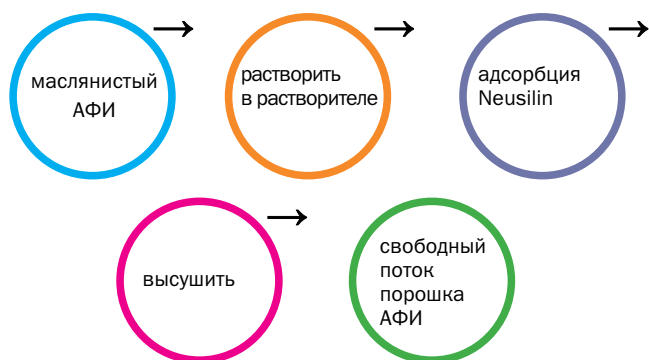 маслянистый
АФИ
растворить
в растворителе
адсорбция
Neusilin
высушить
свободный
поток
порошка
АФИ